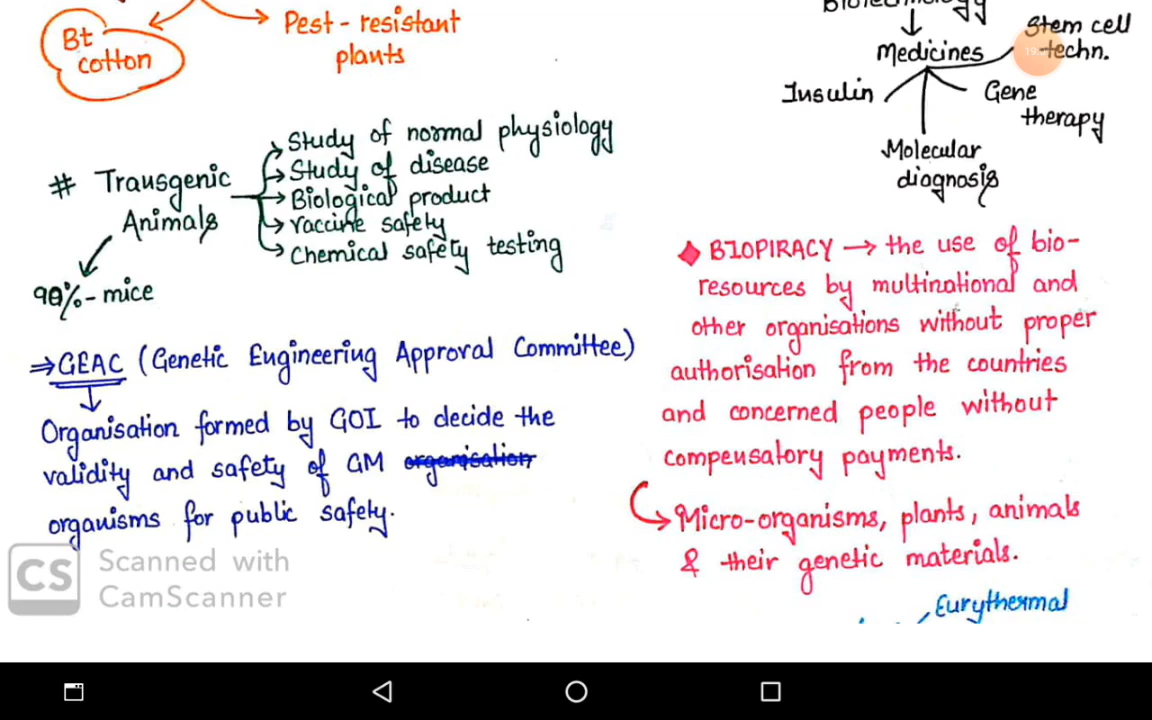 Bt
cotton
Pest-resistant
plants
# Transgenic
Animals
Study of normal physiology
Study of disease
Biological product
Vaccine safety
Chemical safety testing
90%-mice
⇒GEAC (Genetic Engineering Approval Committee)
Organisation formed by GOI to decide the
validity and safety of GM organisation
organisms for public safety.
Scanned with
CS CamScanner
Medicines
Stem cell
techn.
Insulin
Gene
therapy
Molecular
diagnosis
BIOPIRACY → the use of bio-
resources by multinational and
other organisations without proper
authorisation from the countries
and concerned people without
compensatory payments.
Micro-organisms, plants, animals
& their genetic materials.
Eurythermal